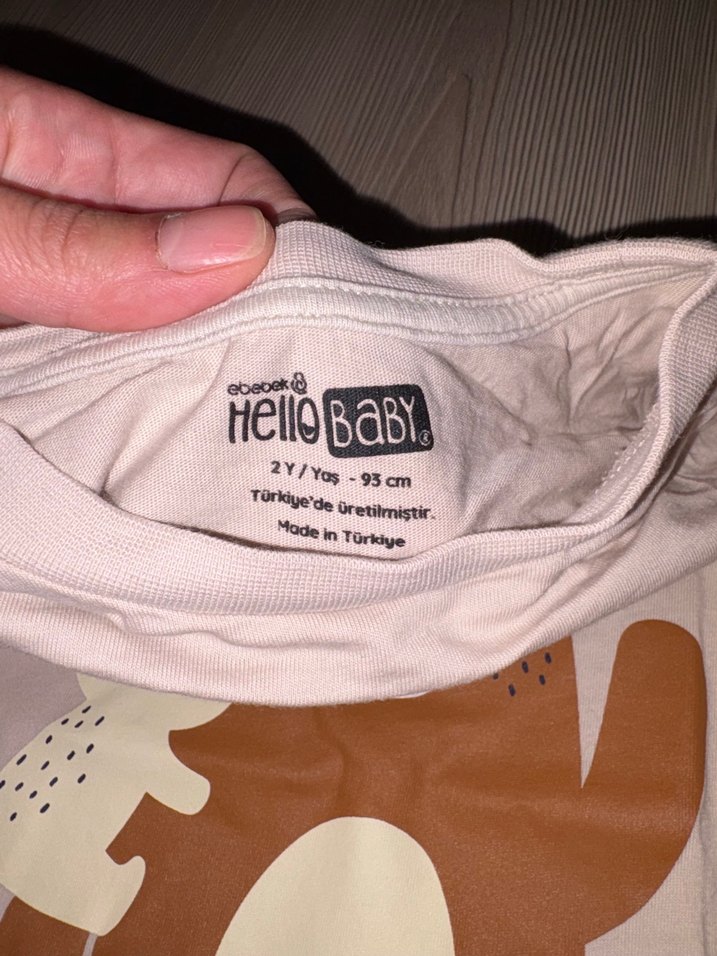 ebebek
Hello BaBY®
2 Y / Yaş - 93 cm
Türkiye'de üretilmiştir.
Made in Türkiye